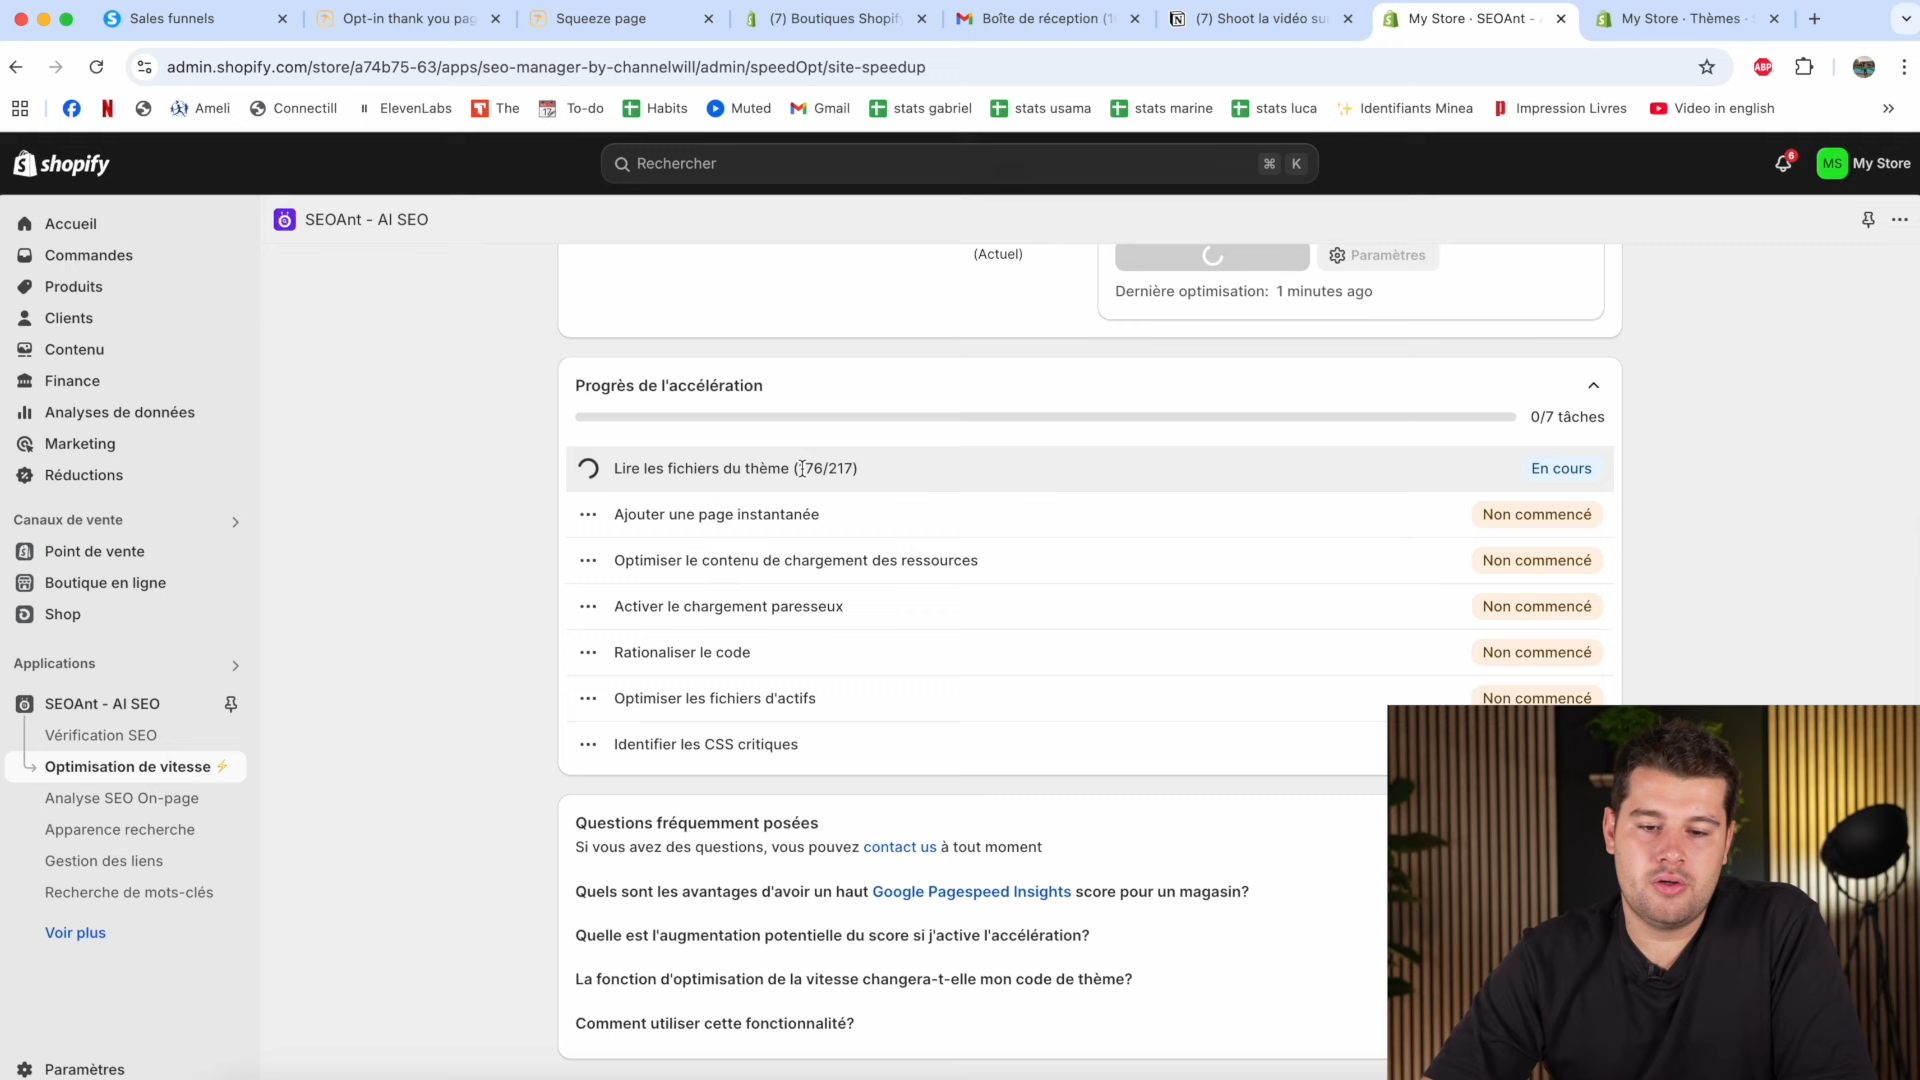 Sales funnels
Opt-in thank you pag
Squeeze page
(7) Boutiques Shopif
Boîte de réception (1
(7) Shoot la vidéo su
My Store · SEOAnt -
My Store · Thèmes ·
admin.shopify.com/store/a74b75-63/apps/seo-manager-by-channelwill/admin/speedOpt/site-speedup
ABP
Ameli
Connectill
ElevenLabs
The
To-do
Habits
Muted
Gmail
stats gabriel
stats usama
stats marine
stats luca
Identifiants Minea
Impression Livres
Video in english
shopify
Rechercher
⌘ K
6
MS
My Store
Accueil
Commandes
Produits
Clients
Contenu
Finance
Analyses de données
Marketing
Réductions
Canaux de vente
Point de vente
Boutique en ligne
Shop
Applications
SEOAnt - AI SEO
Vérification SEO
Optimisation de vitesse ⚡
Analyse SEO On-page
Apparence recherche
Gestion des liens
Recherche de mots-clés
Voir plus
Paramètres
SEOAnt - AI SEO
(Actuel)
Paramètres
Dernière optimisation: 1 minutes ago
Progrès de l'accélération
0/7 tâches
Lire les fichiers du thème
En cours
Ajouter une page instantanée
Non commencé
Optimiser le contenu de chargement des ressources
Non commencé
Activer le chargement paresseux
Non commencé
Rationaliser le code
Non commencé
Optimiser les fichiers d'actifs
Non commencé
Identifier les CSS critiques
Questions fréquemment posées
Si vous avez des questions, vous pouvez contact us à tout moment
Quels sont les avantages d'avoir un haut Google Pagespeed Insights score pour un magasin?
Quelle est l'augmentation potentielle du score si j'active l'accélération?
La fonction d'optimisation de la vitesse changera-t-elle mon code de thème?
Comment utiliser cette fonctionnalité?